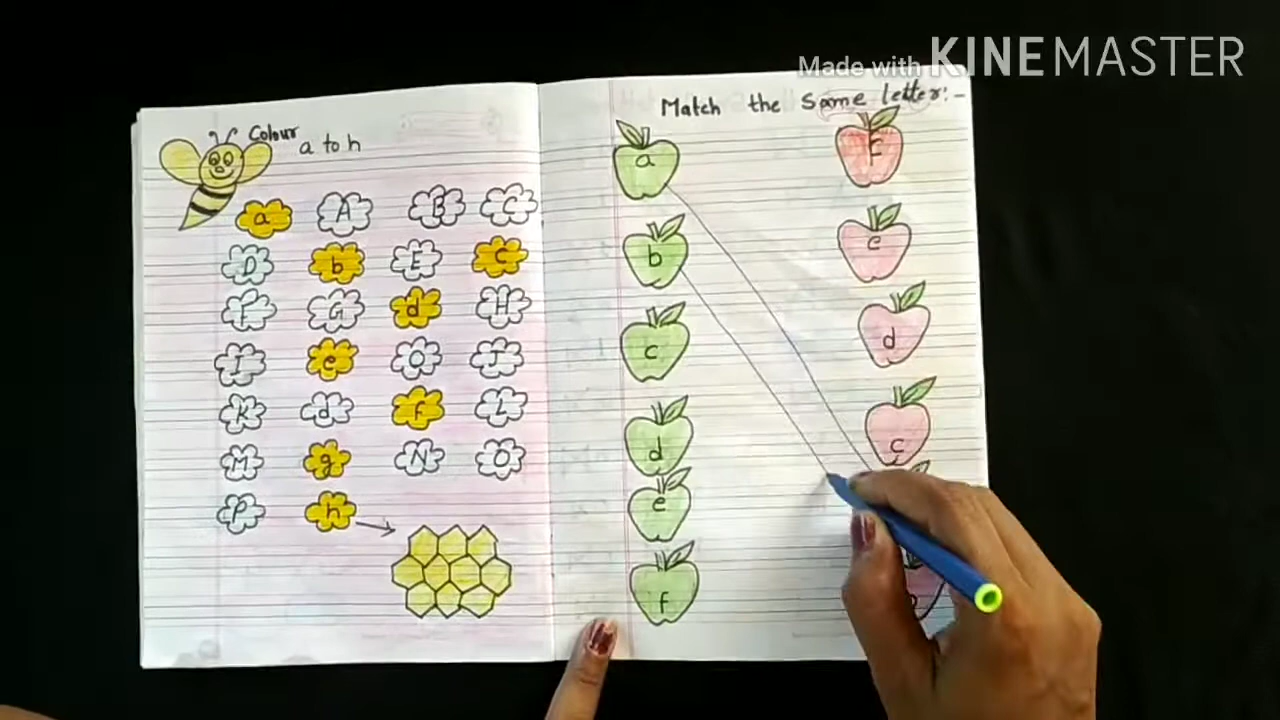 Made with KINEMASTER
Colour a to h
a A B C
D b E c
F G d H
I e O J
K d f L
M g N O
P h
Match the same letter:-
a F
b e
c d
d c
e
f